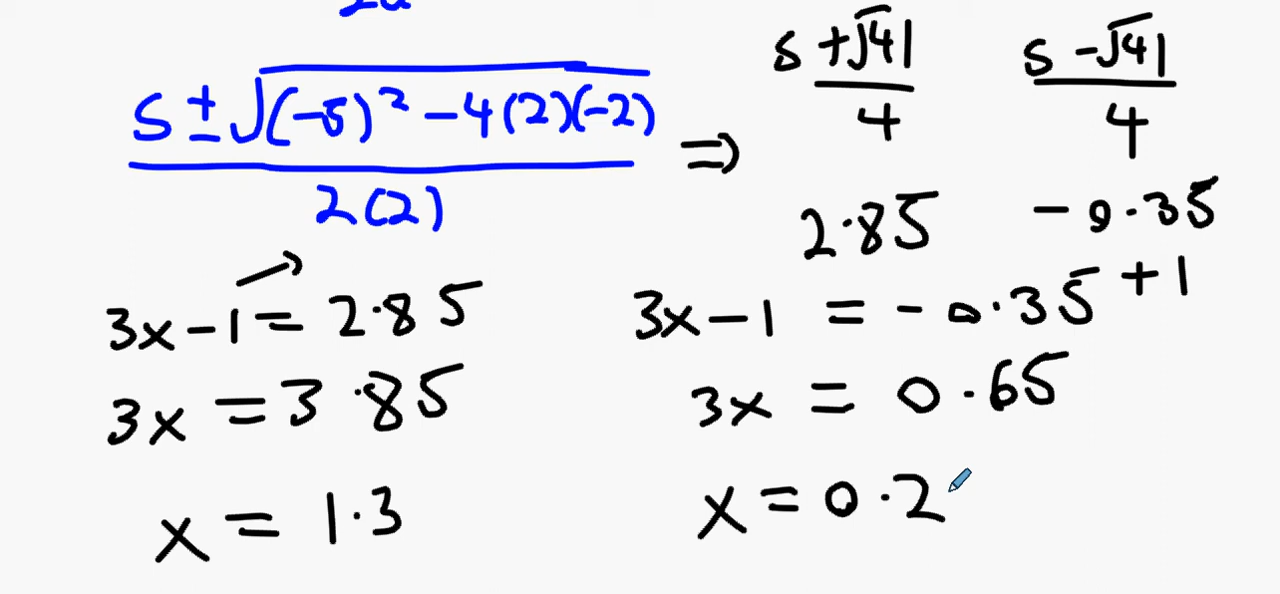 2a
5 ± √(-5)² - 4(2)(-2)
2(2)
⇒
5 + √41
4
5 - √41
4
2.85
-0.35
3x - 1 = 2.85
3x = 3.85
x = 1.3
3x - 1 = -0.35 + 1
3x = 0.65
x = 0.2